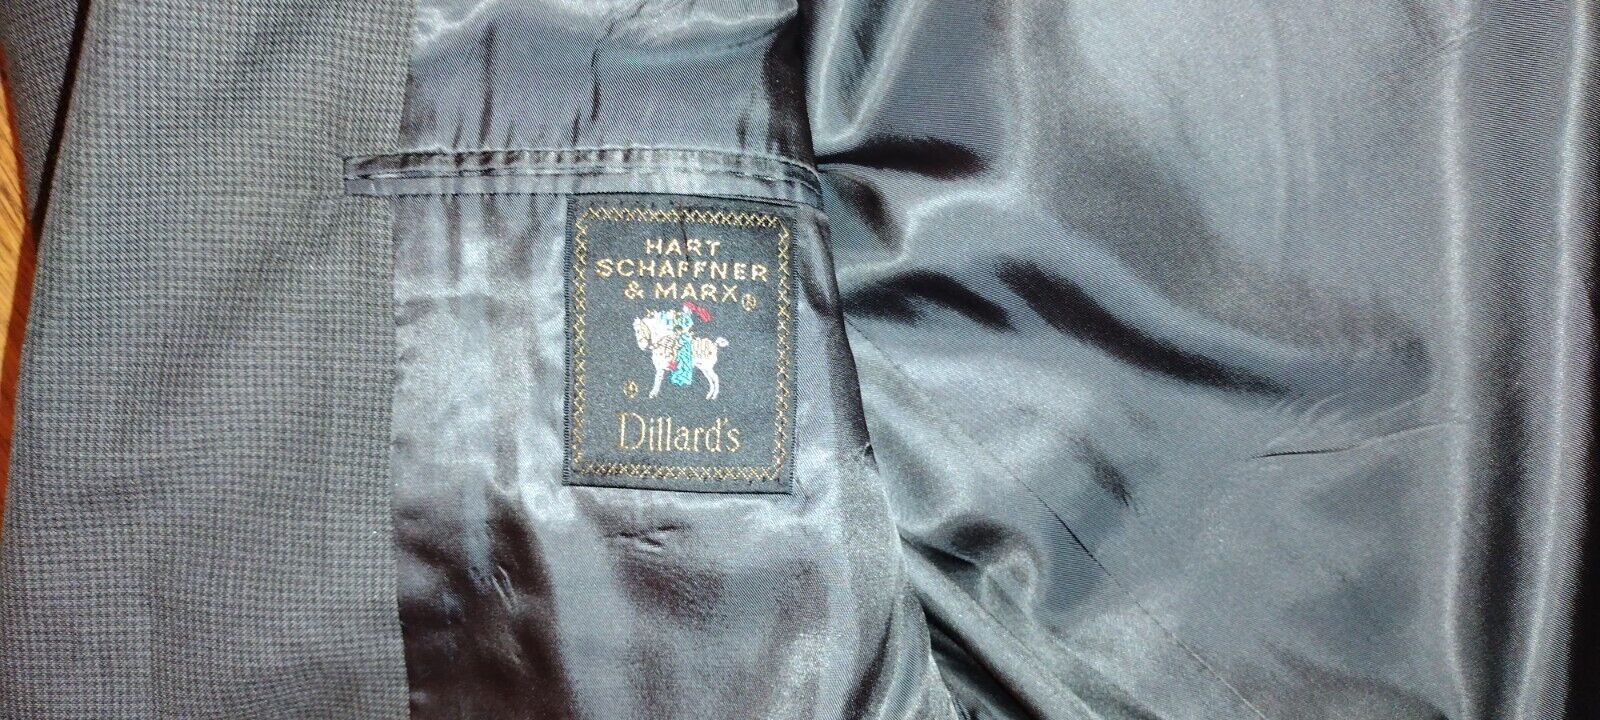 HART
SCHAFFNER
& MARX®
®
Dillard's